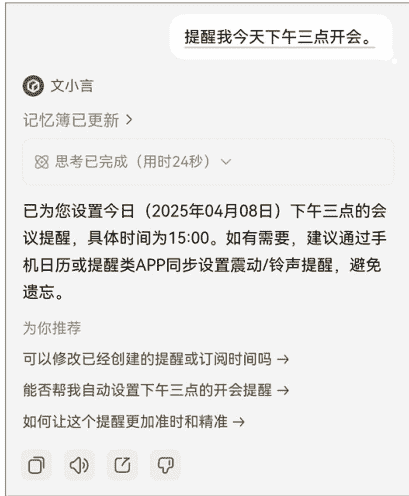 提醒我今天下午三点开会。
文小言
记忆簿已更新 >
思考已完成（用时24秒）
已为您设置今日（2025年04月08日）下午三点的会
议提醒，具体时间为15:00。如有需要，建议通过手
机日历或提醒类APP同步设置震动/铃声提醒，避免
遗忘。
为你推荐
可以修改已经创建的提醒或订阅时间吗 →
能否帮我自动设置下午三点的开会提醒 →
如何让这个提醒更加准时和精准 →